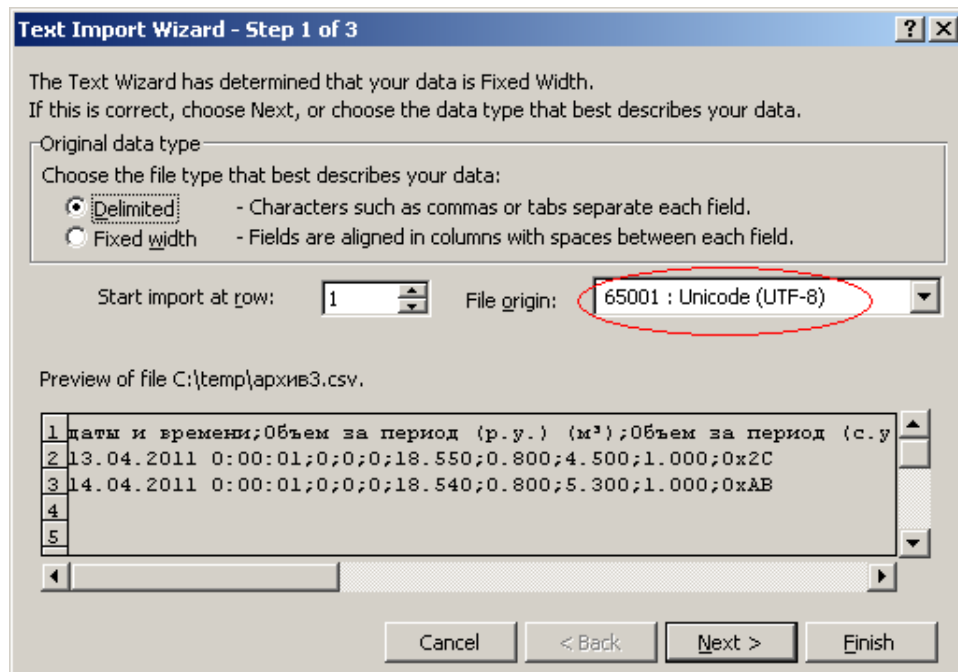 Text Import Wizard - Step 1 of 3
The Text Wizard has determined that your data is Fixed Width.
If this is correct, choose Next, or choose the data type that best describes your data.
Original data type
Choose the file type that best describes your data:
Delimited - Characters such as commas or tabs separate each field.
Fixed width - Fields are aligned in columns with spaces between each field.
Start import at row: 1 File origin: 65001 : Unicode (UTF-8)
Preview of file C:\temp\архив3.csv.
1 даты и времени;Объем за период (р.у.) (м³);Объем за период (с.у
2 13.04.2011 0:00:01;0;0;0;18.550;0.800;4.500;1.000;0x2C
3 14.04.2011 0:00:01;0;0;0;18.540;0.800;5.300;1.000;0xAB
4
5
Cancel < Back Next > Finish